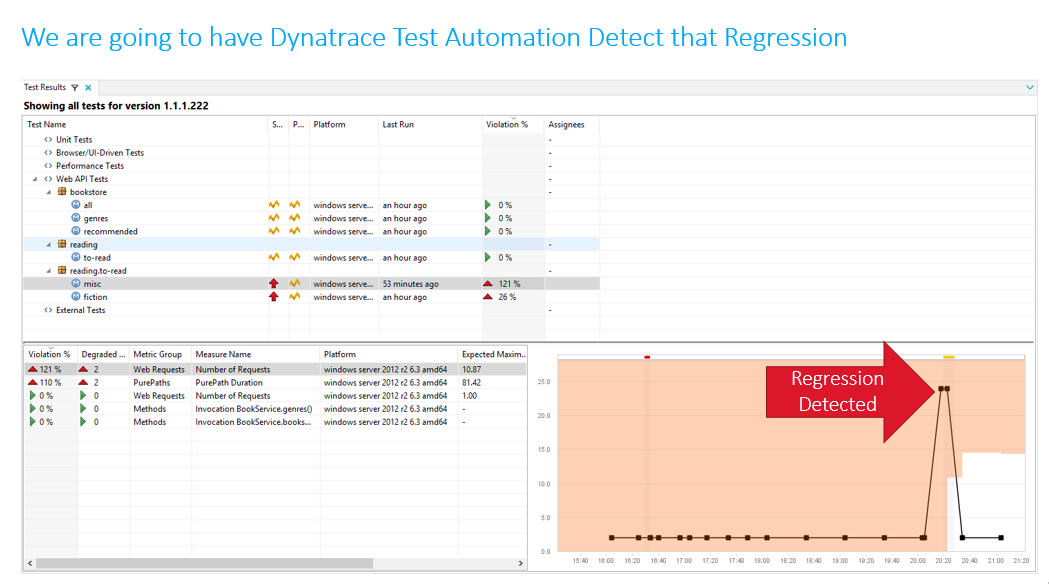 We are going to have Dynatrace Test Automation Detect that Regression
Test Results
Showing all tests for version 1.1.1.222
Test Name S... P... Platform Last Run Violation % Assignees
Unit Tests -
Browser/UI-Driven Tests -
Performance Tests -
Web API Tests -
bookstore -
all windows serve... an hour ago 0 %
genres windows serve... an hour ago 0 %
recommended windows serve... an hour ago 0 %
reading -
to-read windows serve... an hour ago 0 %
reading.to-read -
misc windows serve... 53 minutes ago 121 %
fiction windows serve... an hour ago 26 %
External Tests -
Violation % Degraded ... Metric Group Measure Name Platform Expected Maxim...
121 % 2 Web Requests Number of Requests windows server 2012 r2 6.3 amd64 10.87
110 % 2 PurePaths PurePath Duration windows server 2012 r2 6.3 amd64 81.42
0 % 0 Web Requests Number of Requests windows server 2012 r2 6.3 amd64 1.00
0 % 0 Methods Invocation BookService.genres() windows server 2012 r2 6.3 amd64 -
0 % 0 Methods Invocation BookService.books... windows server 2012 r2 6.3 amd64 -
Regression
Detected
25.0
20.0
15.0
10.0
5.0
0.0
15:40 16:00 16:20 16:40 17:00 17:20 17:40 18:00 18:20 18:40 19:00 19:20 19:40 20:00 20:20 20:40 21:00 21:20